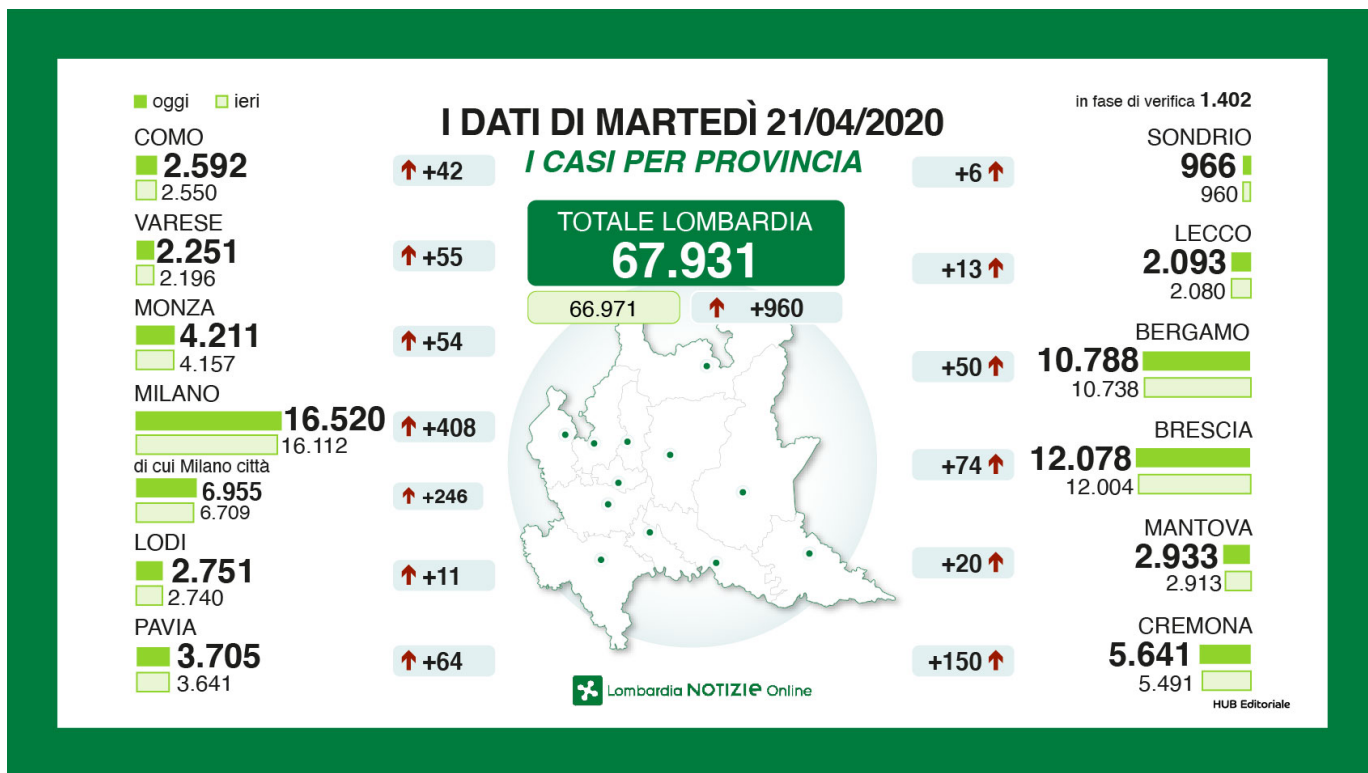 oggi ieri
I DATI DI MARTEDÌ 21/04/2020
I CASI PER PROVINCIA
in fase di verifica 1.402
TOTALE LOMBARDIA
67.931
66.971 +960
COMO
2.592 +42
2.550
VARESE
2.251 +55
2.196
MONZA
4.211 +54
4.157
MILANO
16.520 +408
16.112
di cui Milano città
6.955 +246
6.709
LODI
2.751 +11
2.740
PAVIA
3.705 +64
3.641
SONDRIO
+6 966
960
LECCO
+13 2.093
2.080
BERGAMO
+50 10.788
10.738
BRESCIA
+74 12.078
12.004
MANTOVA
+20 2.933
2.913
CREMONA
+150 5.641
5.491
Lombardia NOTIZIE Online
HUB Editoriale